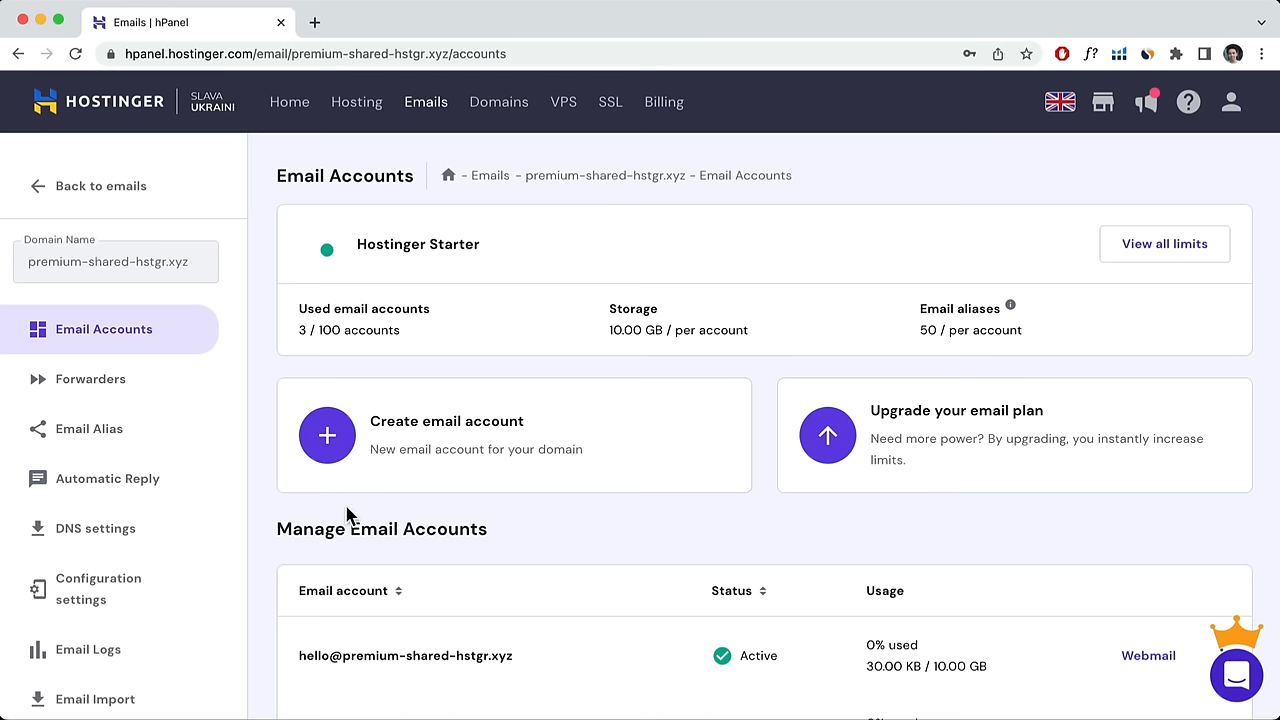 Emails | hPanel
hpanel.hostinger.com/email/premium-shared-hstgr.xyz/accounts
f?
HOSTINGER
SLAVA
UKRAINI
Home
Hosting
Emails
Domains
VPS
SSL
Billing
Back to emails
Domain Name
premium-shared-hstgr.xyz
Email Accounts
Forwarders
Email Alias
Automatic Reply
DNS settings
Configuration
settings
Email Logs
Email Import
Email Accounts
- Emails - premium-shared-hstgr.xyz - Email Accounts
Hostinger Starter
View all limits
Used email accounts
3 / 100 accounts
Storage
10.00 GB / per account
Email aliases
50 / per account
Create email account
New email account for your domain
Upgrade your email plan
Need more power? By upgrading, you instantly increase
limits.
Manage Email Accounts
Email account
Status
Usage
hello@premium-shared-hstgr.xyz
Active
0% used
30.00 KB / 10.00 GB
Webmail